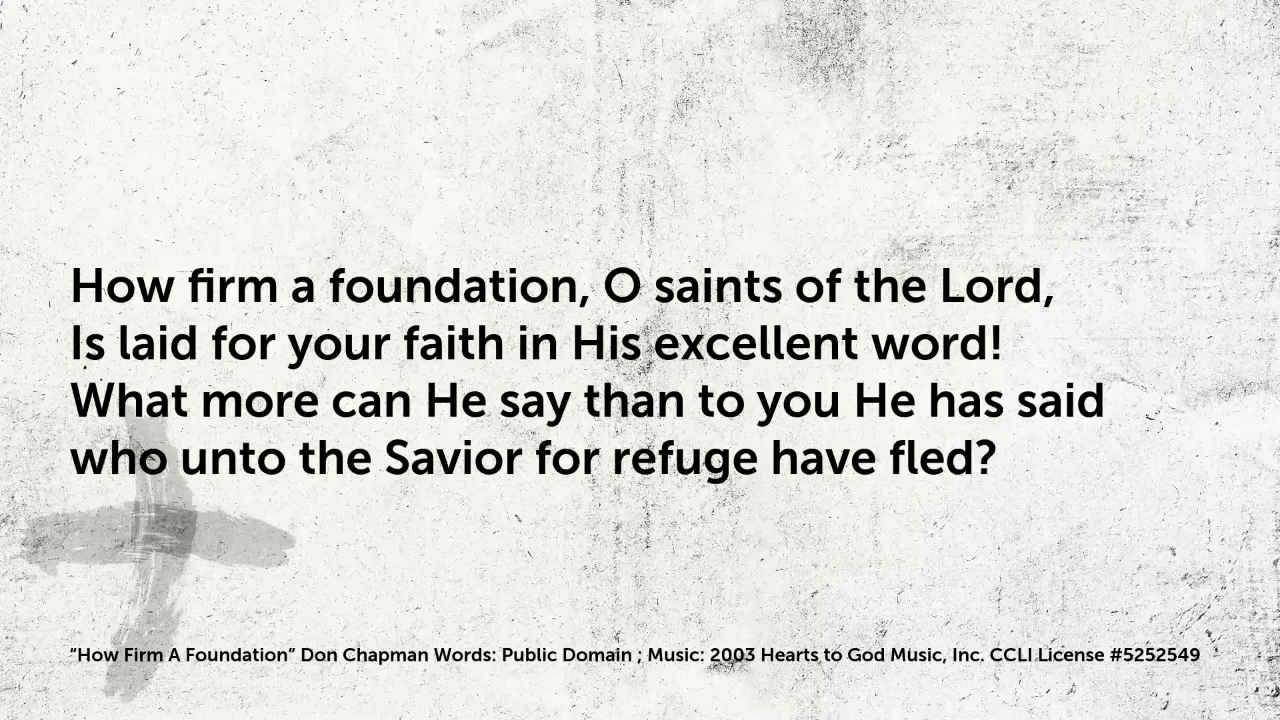 How firm a foundation, O saints of the Lord,
Is laid for your faith in His excellent word!
What more can He say than to you He has said
who unto the Savior for refuge have fled?
“How Firm A Foundation” Don Chapman Words: Public Domain ; Music: 2003 Hearts to God Music, Inc. CCLI License #5252549